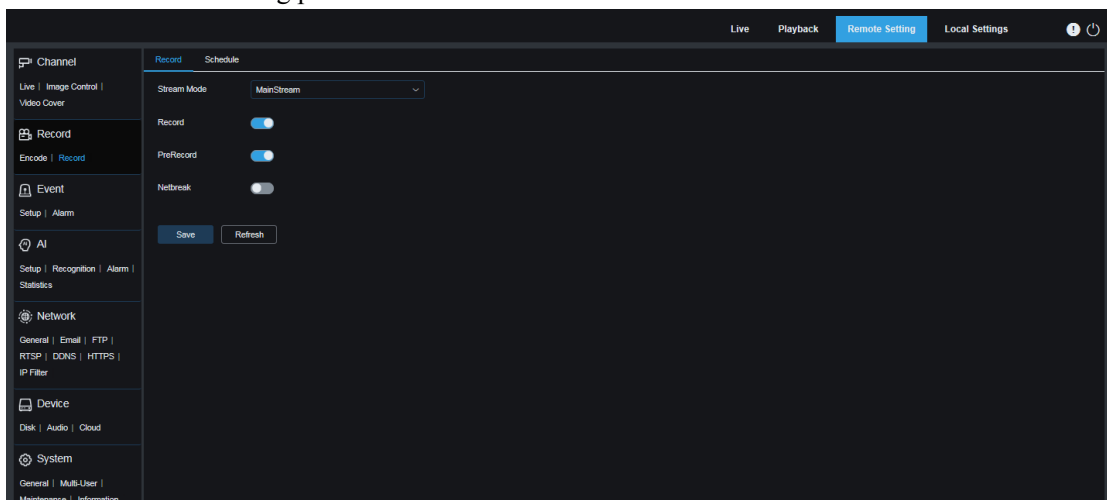 Live Playback Remote Setting Local Settings
Channel
Live | Image Control |
Video Cover
Record
Encode | Record
Event
Setup | Alarm
AI
Setup | Recognition | Alarm |
Statistics
Network
General | Email | FTP |
RTSP | DDNS | HTTPS |
IP Filter
Device
Disk | Audio | Cloud
System
General | Multi-User |
Maintenance | Information
Record Schedule
Stream Mode MainStream
Record
PreRecord
Netbreak
Save Refresh